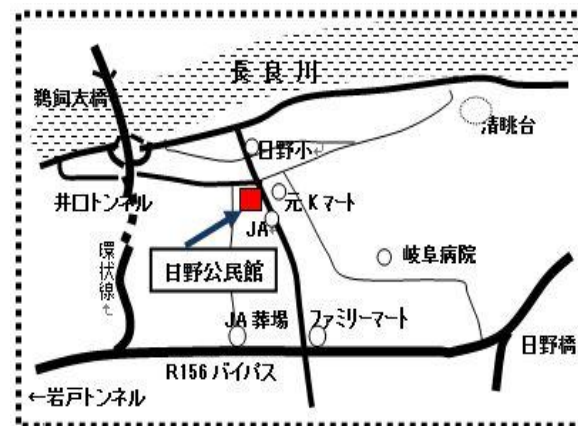 長良川
鵜飼大橋
清眺台
日野小
井口トンネル
元Kマート
JA
環状線
日野公民館
岐阜病院
JA葬場
ファミリーマート
日野橋
R156バイパス
←岩戸トンネル